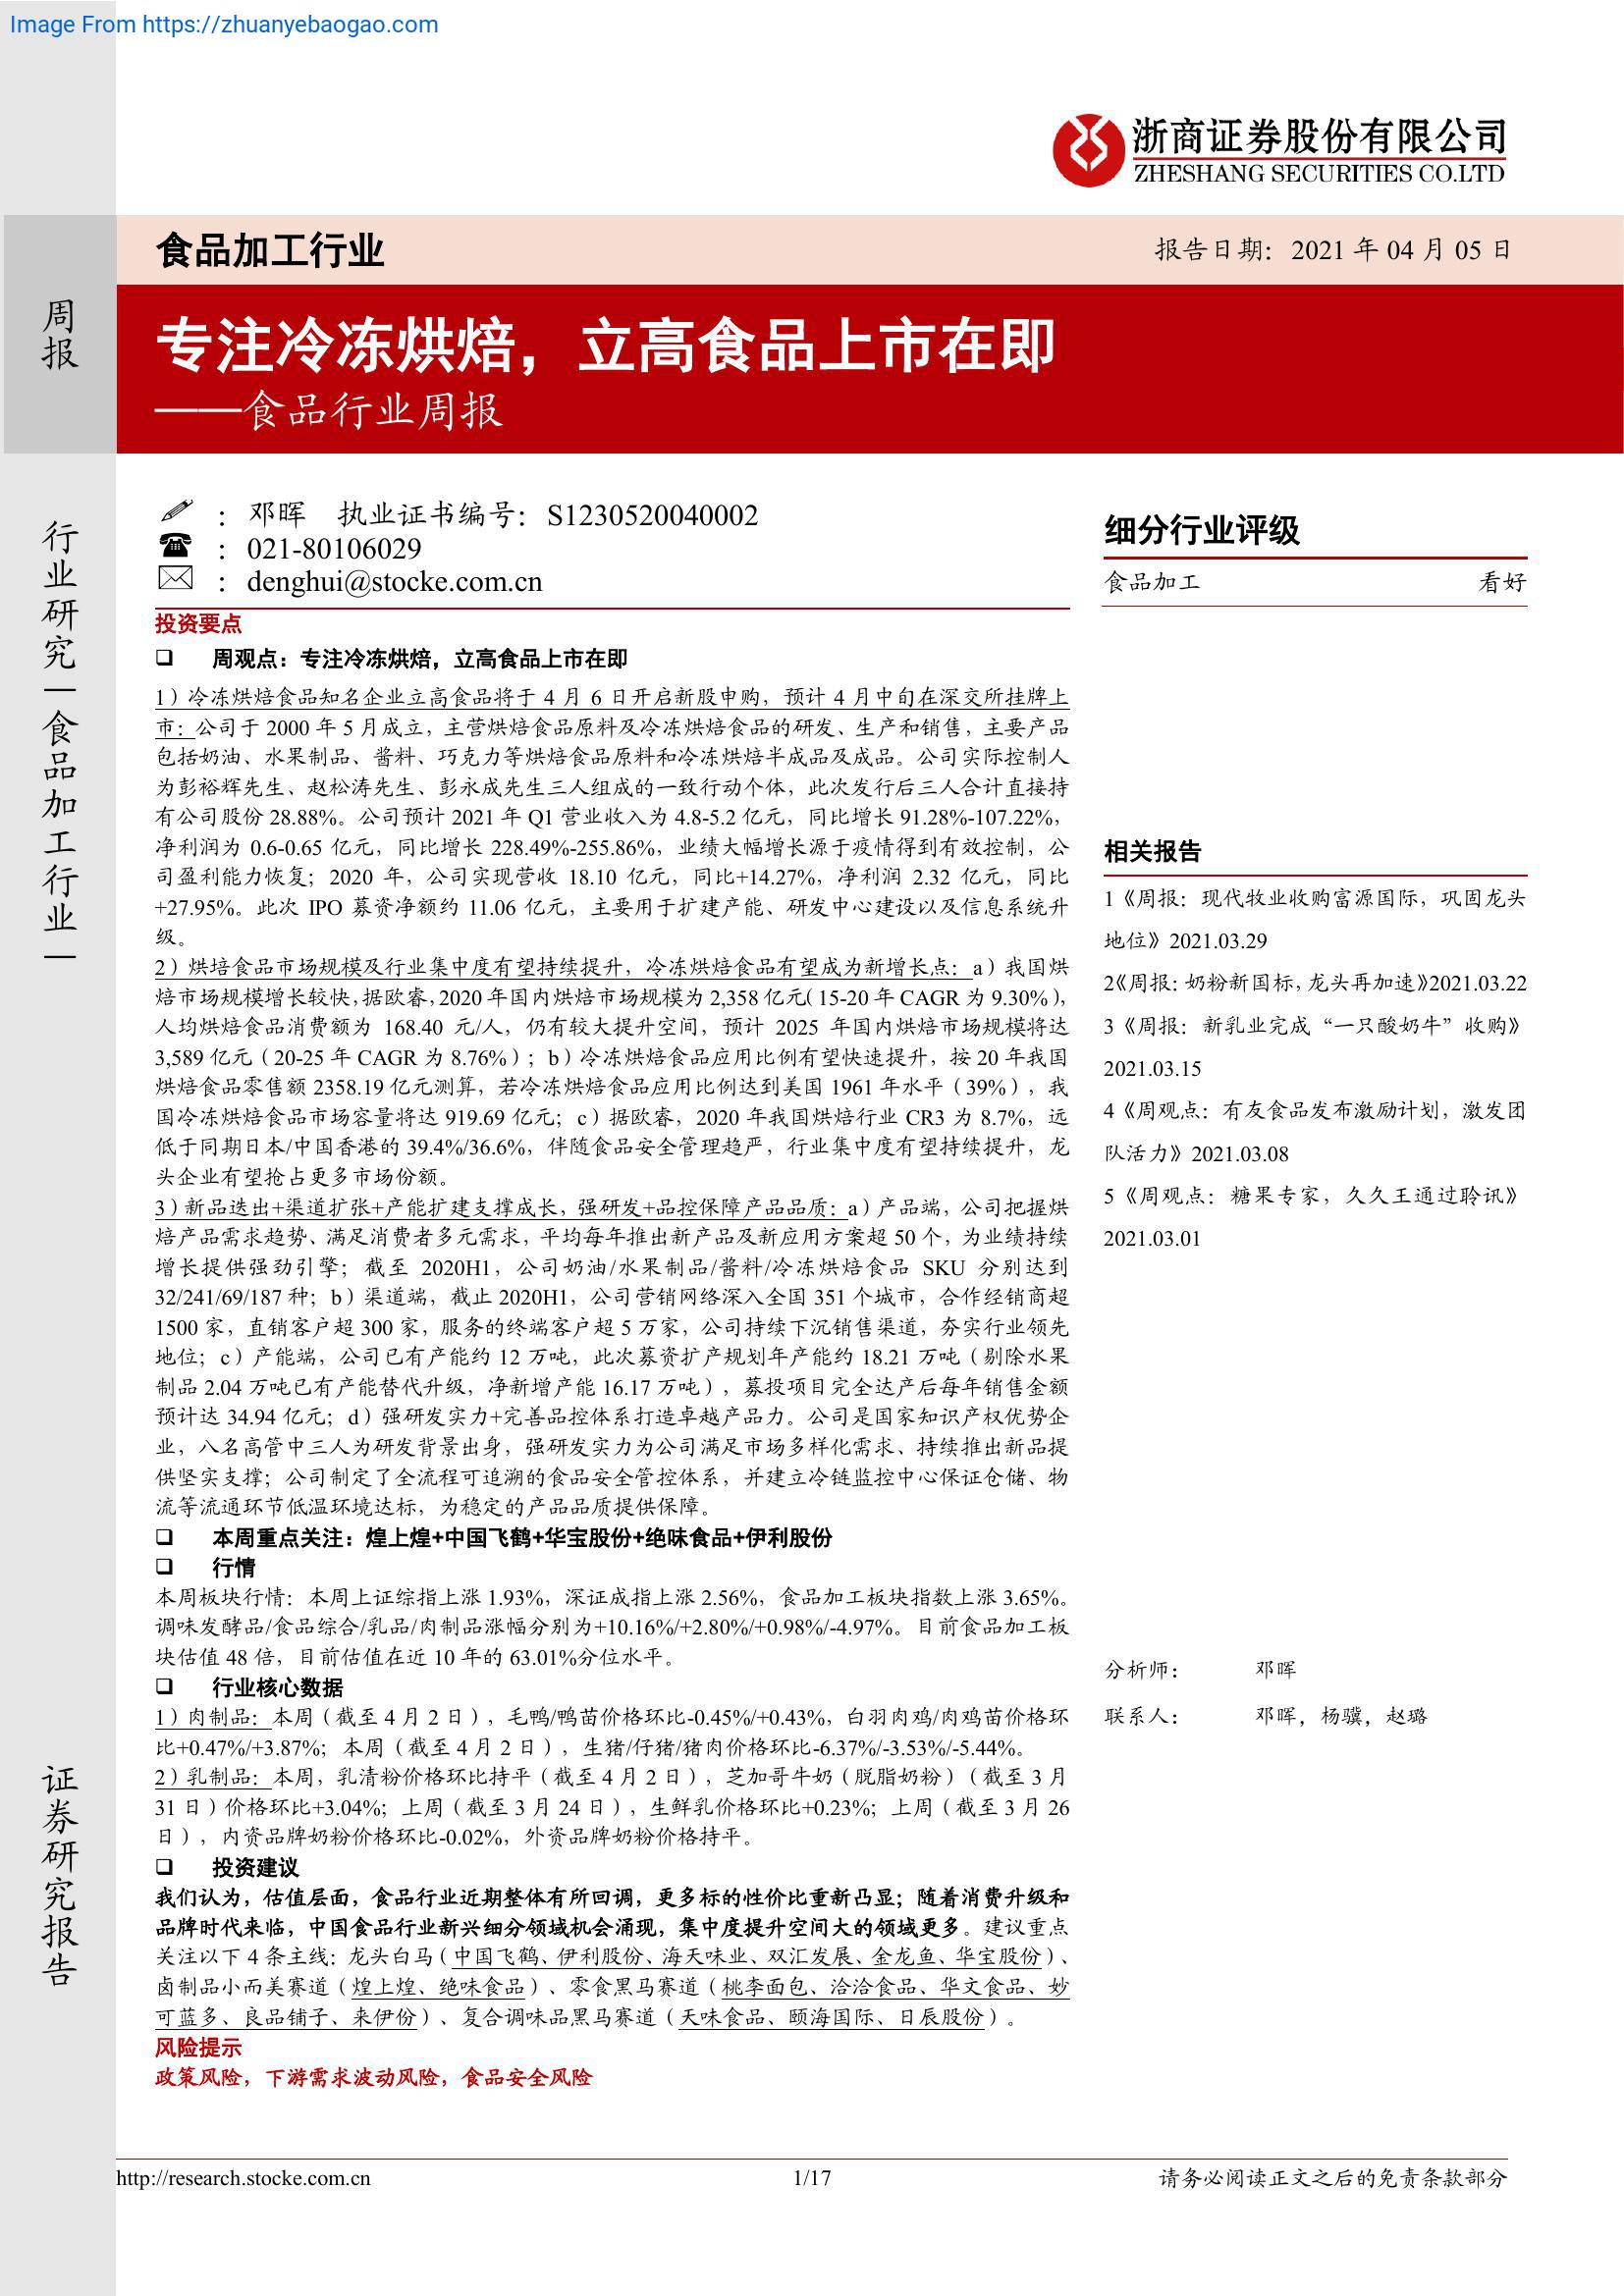 Image From https://zhuanyebaogao.com
浙商证券股份有限公司
ZHESHANG SECURITIES CO.LTD
食品加工行业
报告日期：2021 年 04 月 05 日
周报
专注冷冻烘焙，立高食品上市在即
——食品行业周报
行业研究｜食品加工行业｜
证券研究报告
： 邓晖 执业证书编号：S1230520040002
： 021-80106029
： denghui@stocke.com.cn
投资要点
❑ 周观点：专注冷冻烘焙，立高食品上市在即
1）冷冻烘焙食品知名企业立高食品将于 4 月 6 日开启新股申购，预计 4 月中旬在深交所挂牌上
市：公司于 2000 年 5 月成立，主营烘焙食品原料及冷冻烘焙食品的研发、生产和销售，主要产品
包括奶油、水果制品、酱料、巧克力等烘焙食品原料和冷冻烘焙半成品及成品。公司实际控制人
为彭裕辉先生、赵松涛先生、彭永成先生三人组成的一致行动个体，此次发行后三人合计直接持
有公司股份 28.88%。公司预计 2021 年 Q1 营业收入为 4.8-5.2 亿元，同比增长 91.28%-107.22%，
净利润为 0.6-0.65 亿元，同比增长 228.49%-255.86%，业绩大幅增长源于疫情得到有效控制，公
司盈利能力恢复；2020 年，公司实现营收 18.10 亿元，同比+14.27%，净利润 2.32 亿元，同比
+27.95%。此次 IPO 募资净额约 11.06 亿元，主要用于扩建产能、研发中心建设以及信息系统升
级。
2）烘培食品市场规模及行业集中度有望持续提升，冷冻烘焙食品有望成为新增长点：a）我国烘
焙市场规模增长较快，据欧睿，2020 年国内烘焙市场规模为 2,358 亿元（15-20 年 CAGR 为 9.30%），
人均烘焙食品消费额为 168.40 元/人，仍有较大提升空间，预计 2025 年国内烘焙市场规模将达
3,589 亿元（20-25 年 CAGR 为 8.76%）；b）冷冻烘焙食品应用比例有望快速提升，按 20 年我国
烘焙食品零售额 2358.19 亿元测算，若冷冻烘焙食品应用比例达到美国 1961 年水平（39%），我
国冷冻烘焙食品市场容量将达 919.69 亿元；c）据欧睿，2020 年我国烘焙行业 CR3 为 8.7%，远
低于同期日本/中国香港的 39.4%/36.6%，伴随食品安全管理趋严，行业集中度有望持续提升，龙
头企业有望抢占更多市场份额。
3）新品迭出+渠道扩张+产能扩建支撑成长，强研发+品控保障产品品质：a）产品端，公司把握烘
焙产品需求趋势、满足消费者多元需求，平均每年推出新产品及新应用方案超 50 个，为业绩持续
增长提供强劲引擎；截至 2020H1，公司奶油/水果制品/酱料/冷冻烘焙食品 SKU 分别达到
32/241/69/187 种；b）渠道端，截止 2020H1，公司营销网络深入全国 351 个城市，合作经销商超
1500 家，直销客户超 300 家，服务的终端客户超 5 万家，公司持续下沉销售渠道，夯实行业领先
地位；c）产能端，公司已有产能约 12 万吨，此次募资扩产规划年产能约 18.21 万吨（剔除水果
制品 2.04 万吨已有产能替代升级，净新增产能 16.17 万吨），募投项目完全达产后每年销售金额
预计达 34.94 亿元；d）强研发实力+完善品控体系打造卓越产品力。公司是国家知识产权优势企
业，八名高管中三人为研发背景出身，强研发实力为公司满足市场多样化需求、持续推出新品提
供坚实支撑；公司制定了全流程可追溯的食品安全管控体系，并建立冷链监控中心保证仓储、物
流等流通环节低温环境达标，为稳定的产品品质提供保障。
❑ 本周重点关注：煌上煌+中国飞鹤+华宝股份+绝味食品+伊利股份
❑ 行情
本周板块行情：本周上证综指上涨 1.93%，深证成指上涨 2.56%，食品加工板块指数上涨 3.65%。
调味发酵品/食品综合/乳品/肉制品涨幅分别为+10.16%/+2.80%/+0.98%/-4.97%。目前食品加工板
块估值 48 倍，目前估值在近 10 年的 63.01%分位水平。
❑ 行业核心数据
1）肉制品：本周（截至 4 月 2 日），毛鸭/鸭苗价格环比-0.45%/+0.43%，白羽肉鸡/肉鸡苗价格环
比+0.47%/+3.87%；本周（截至 4 月 2 日），生猪/仔猪/猪肉价格环比-6.37%/-3.53%/-5.44%。
2）乳制品：本周，乳清粉价格环比持平（截至 4 月 2 日），芝加哥牛奶（脱脂奶粉）（截至 3 月
31 日）价格环比+3.04%；上周（截至 3 月 24 日），生鲜乳价格环比+0.23%；上周（截至 3 月 26
日），内资品牌奶粉价格环比-0.02%，外资品牌奶粉价格持平。
❑ 投资建议
我们认为，估值层面，食品行业近期整体有所回调，更多标的性价比重新凸显；随着消费升级和
品牌时代来临，中国食品行业新兴细分领域机会涌现，集中度提升空间大的领域更多。建议重点
关注以下 4 条主线：龙头白马（中国飞鹤、伊利股份、海天味业、双汇发展、金龙鱼、华宝股份）、
卤制品小而美赛道（煌上煌、绝味食品）、零食黑马赛道（桃李面包、洽洽食品、华文食品、妙
可蓝多、良品铺子、来伊份）、复合调味品黑马赛道（天味食品、颐海国际、日辰股份）。
风险提示
政策风险，下游需求波动风险，食品安全风险
细分行业评级
食品加工 看好
相关报告
1《周报：现代牧业收购富源国际，巩固龙头
地位》2021.03.29
2《周报：奶粉新国标，龙头再加速》2021.03.22
3《周报：新乳业完成“一只酸奶牛”收购》
2021.03.15
4《周观点：有友食品发布激励计划，激发团
队活力》2021.03.08
5《周观点：糖果专家，久久王通过聆讯》
2021.03.01
分析师： 邓晖
联系人： 邓晖，杨骥，赵璐
http://research.stocke.com.cn
1/17
请务必阅读正文之后的免责条款部分